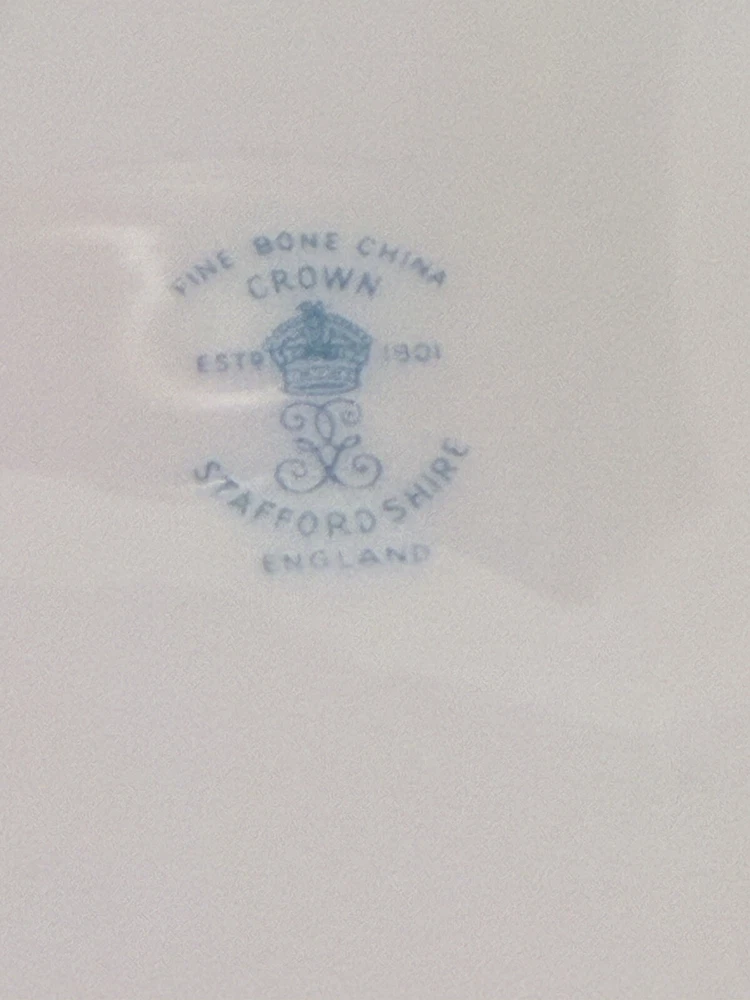 FINE BONE CHINA
CROWN
ESTD 1801
STAFFORDSHIRE
ENGLAND